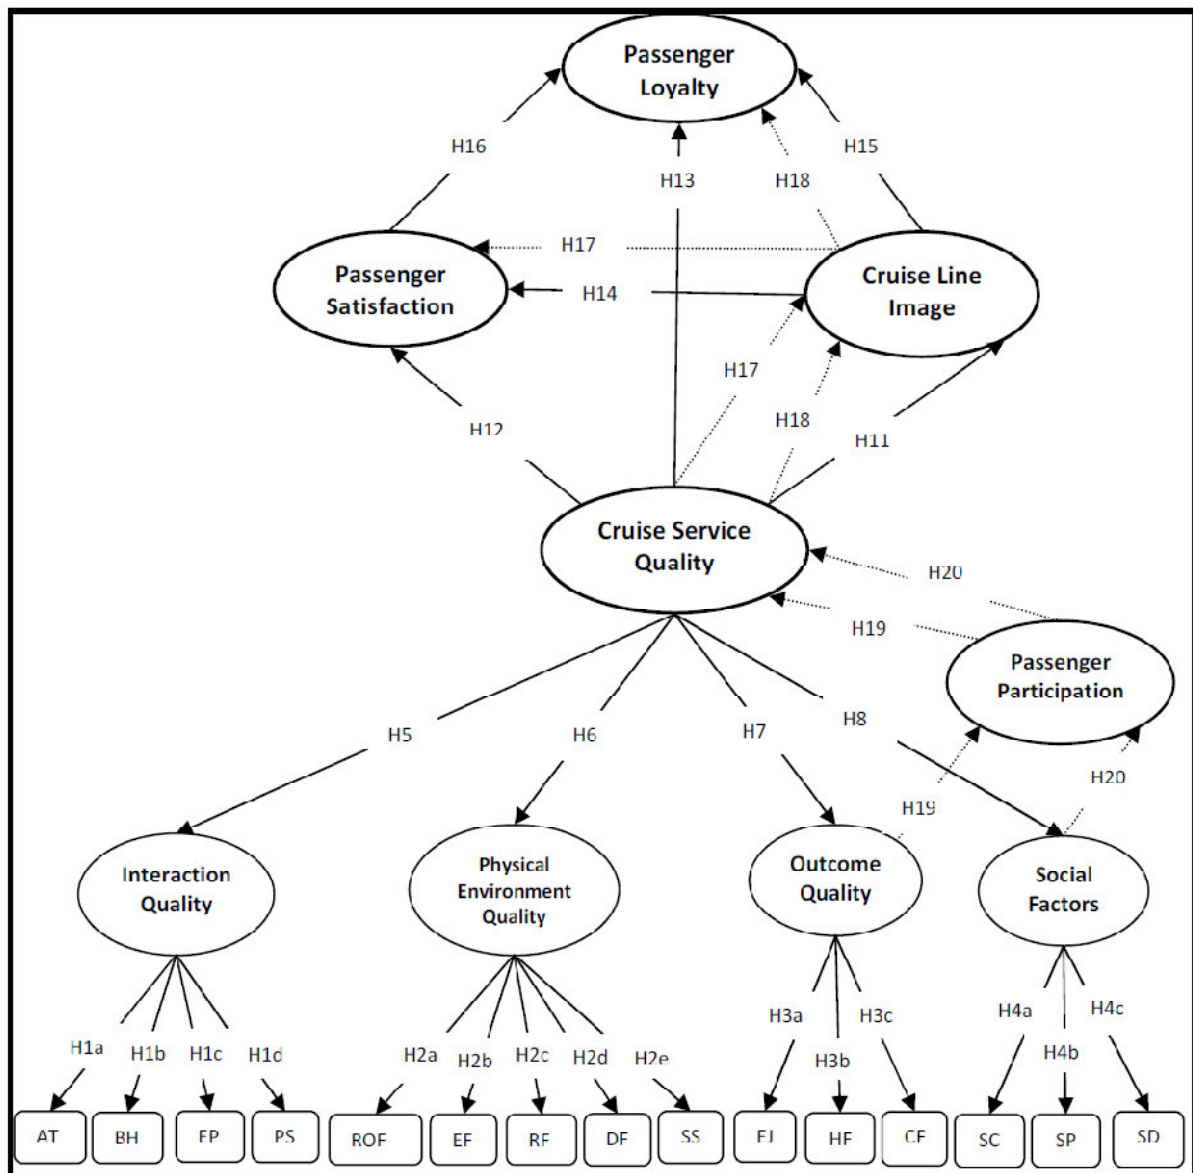 Passenger
Loyalty
H16
H15
H13
H18
H17
Passenger
Satisfaction
Cruise Line
Image
H14
H17
H12
H18
H11
Cruise Service
Quality
H20
H19
Passenger
Participation
H5
H6
H7
H8
H20
H19
Interaction
Quality
Physical
Environment
Quality
Outcome
Quality
Social
Factors
H1a
H1b
H1c
H1d
H2a
H2b
H2c
H2d
H2e
H3a
H3b
H3c
H4a
H4b
H4c
AT
BH
EP
PS
ROF
EF
RF
DF
SS
EJ
HF
CF
SC
SP
SD